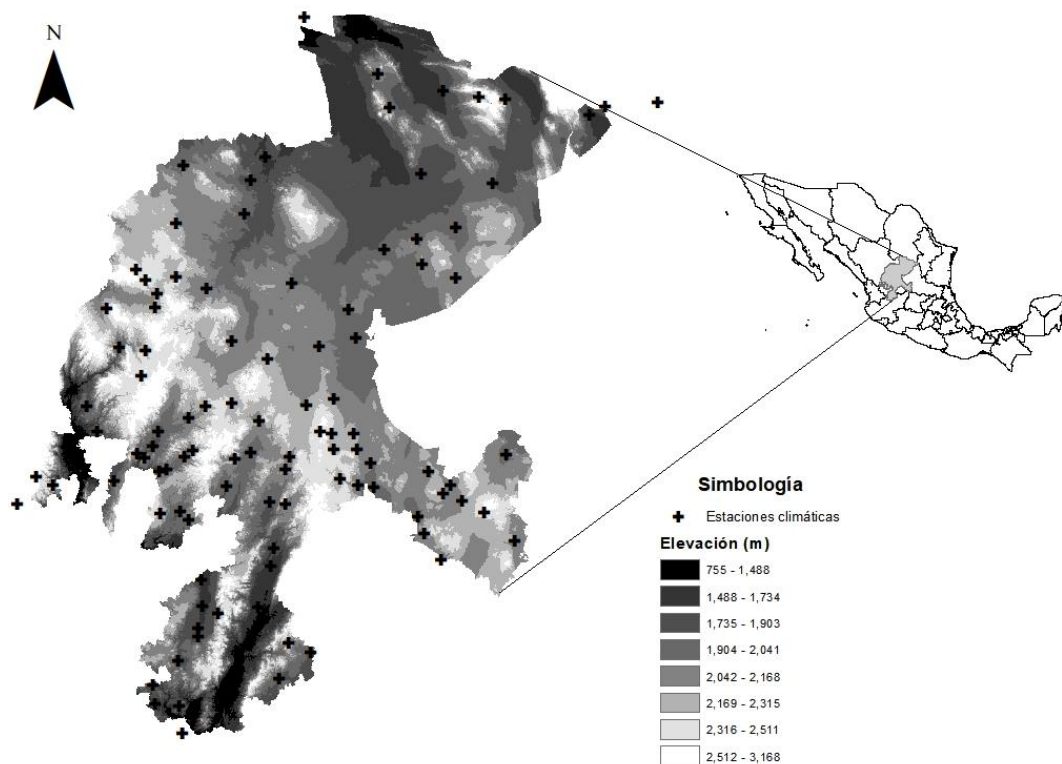 N
Simbología
Estaciones climáticas
Elevación (m)
755 - 1,488
1,488 - 1,734
1,735 - 1,903
1,904 - 2,041
2,042 - 2,168
2,169 - 2,315
2,316 - 2,511
2,512 - 3,168